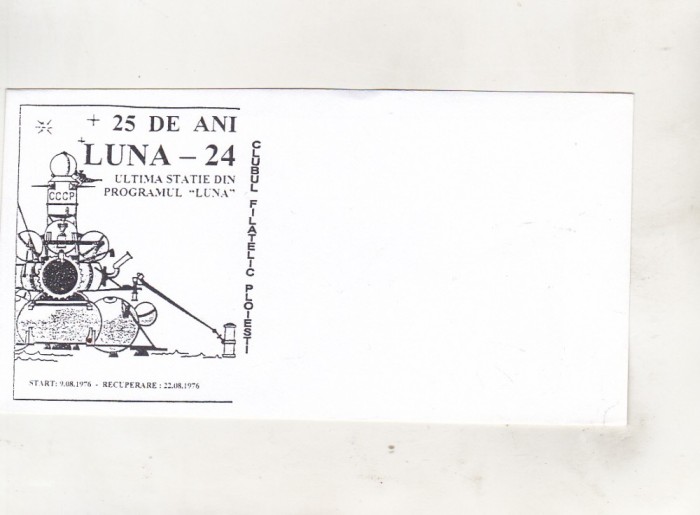 25 DE ANI
LUNA – 24
ULTIMA STATIE DIN
PROGRAMUL “LUNA”
CCCP
CLUBUL FILATELIC PLOIESTI
START: 9.08.1976 - RECUPERARE : 22.08.1976